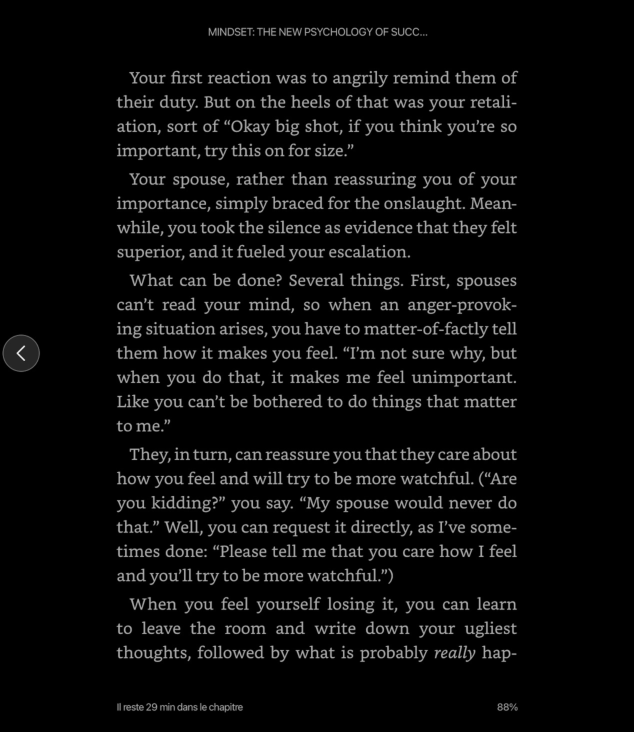 MINDSET: THE NEW PSYCHOLOGY OF SUCC...
Your first reaction was to angrily remind them of
their duty. But on the heels of that was your retali-
ation, sort of “Okay big shot, if you think you’re so
important, try this on for size.”
Your spouse, rather than reassuring you of your
importance, simply braced for the onslaught. Mean-
while, you took the silence as evidence that they felt
superior, and it fueled your escalation.
What can be done? Several things. First, spouses
can’t read your mind, so when an anger-provok-
ing situation arises, you have to matter-of-factly tell
them how it makes you feel. “I’m not sure why, but
when you do that, it makes me feel unimportant.
Like you can’t be bothered to do things that matter
to me.”
They, in turn, can reassure you that they care about
how you feel and will try to be more watchful. (“Are
you kidding?” you say. “My spouse would never do
that.” Well, you can request it directly, as I’ve some-
times done: “Please tell me that you care how I feel
and you’ll try to be more watchful.”)
When you feel yourself losing it, you can learn
to leave the room and write down your ugliest
thoughts, followed by what is probably really hap-
Il reste 29 min dans le chapitre
88%